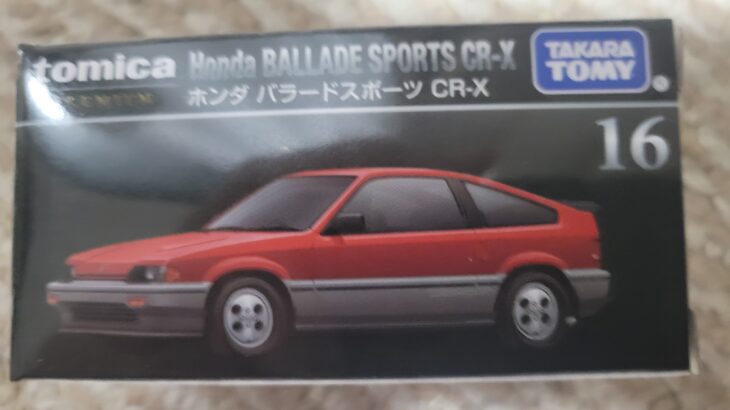 tomica
PREMIUM
Honda BALLADE SPORTS CR-X
ホンダ バラードスポーツ CR-X
TAKARA
TOMY
16